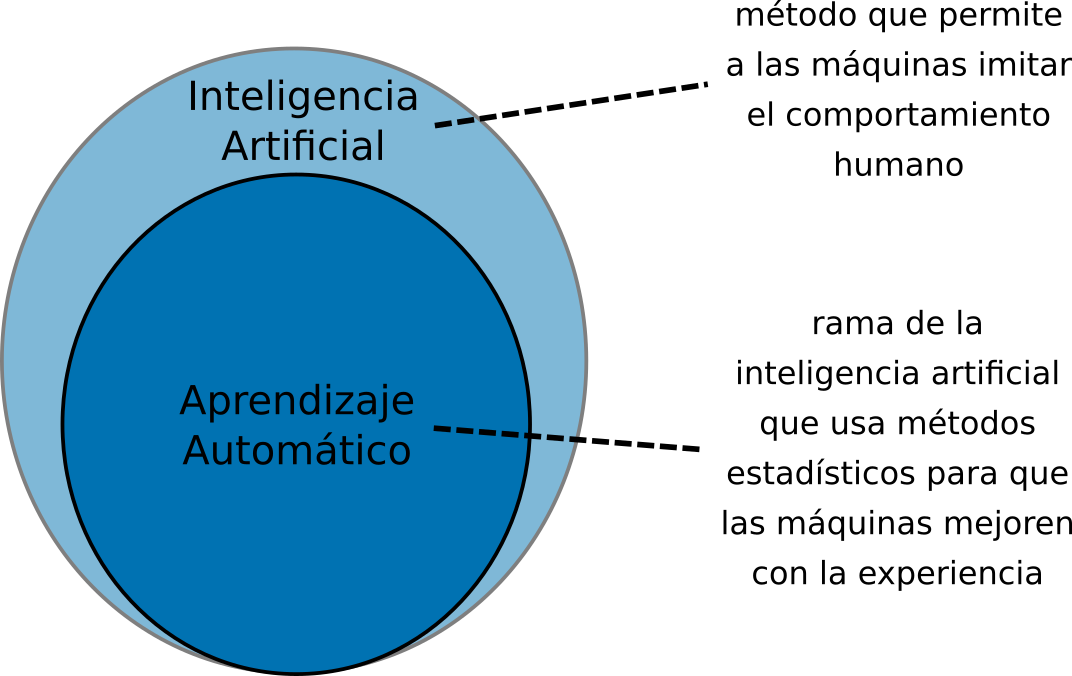 Inteligencia
Artificial
método que permite
a las máquinas imitar
el comportamiento
humano
Aprendizaje
Automático
rama de la
inteligencia artificial
que usa métodos
estadísticos para que
las máquinas mejoren
con la experiencia